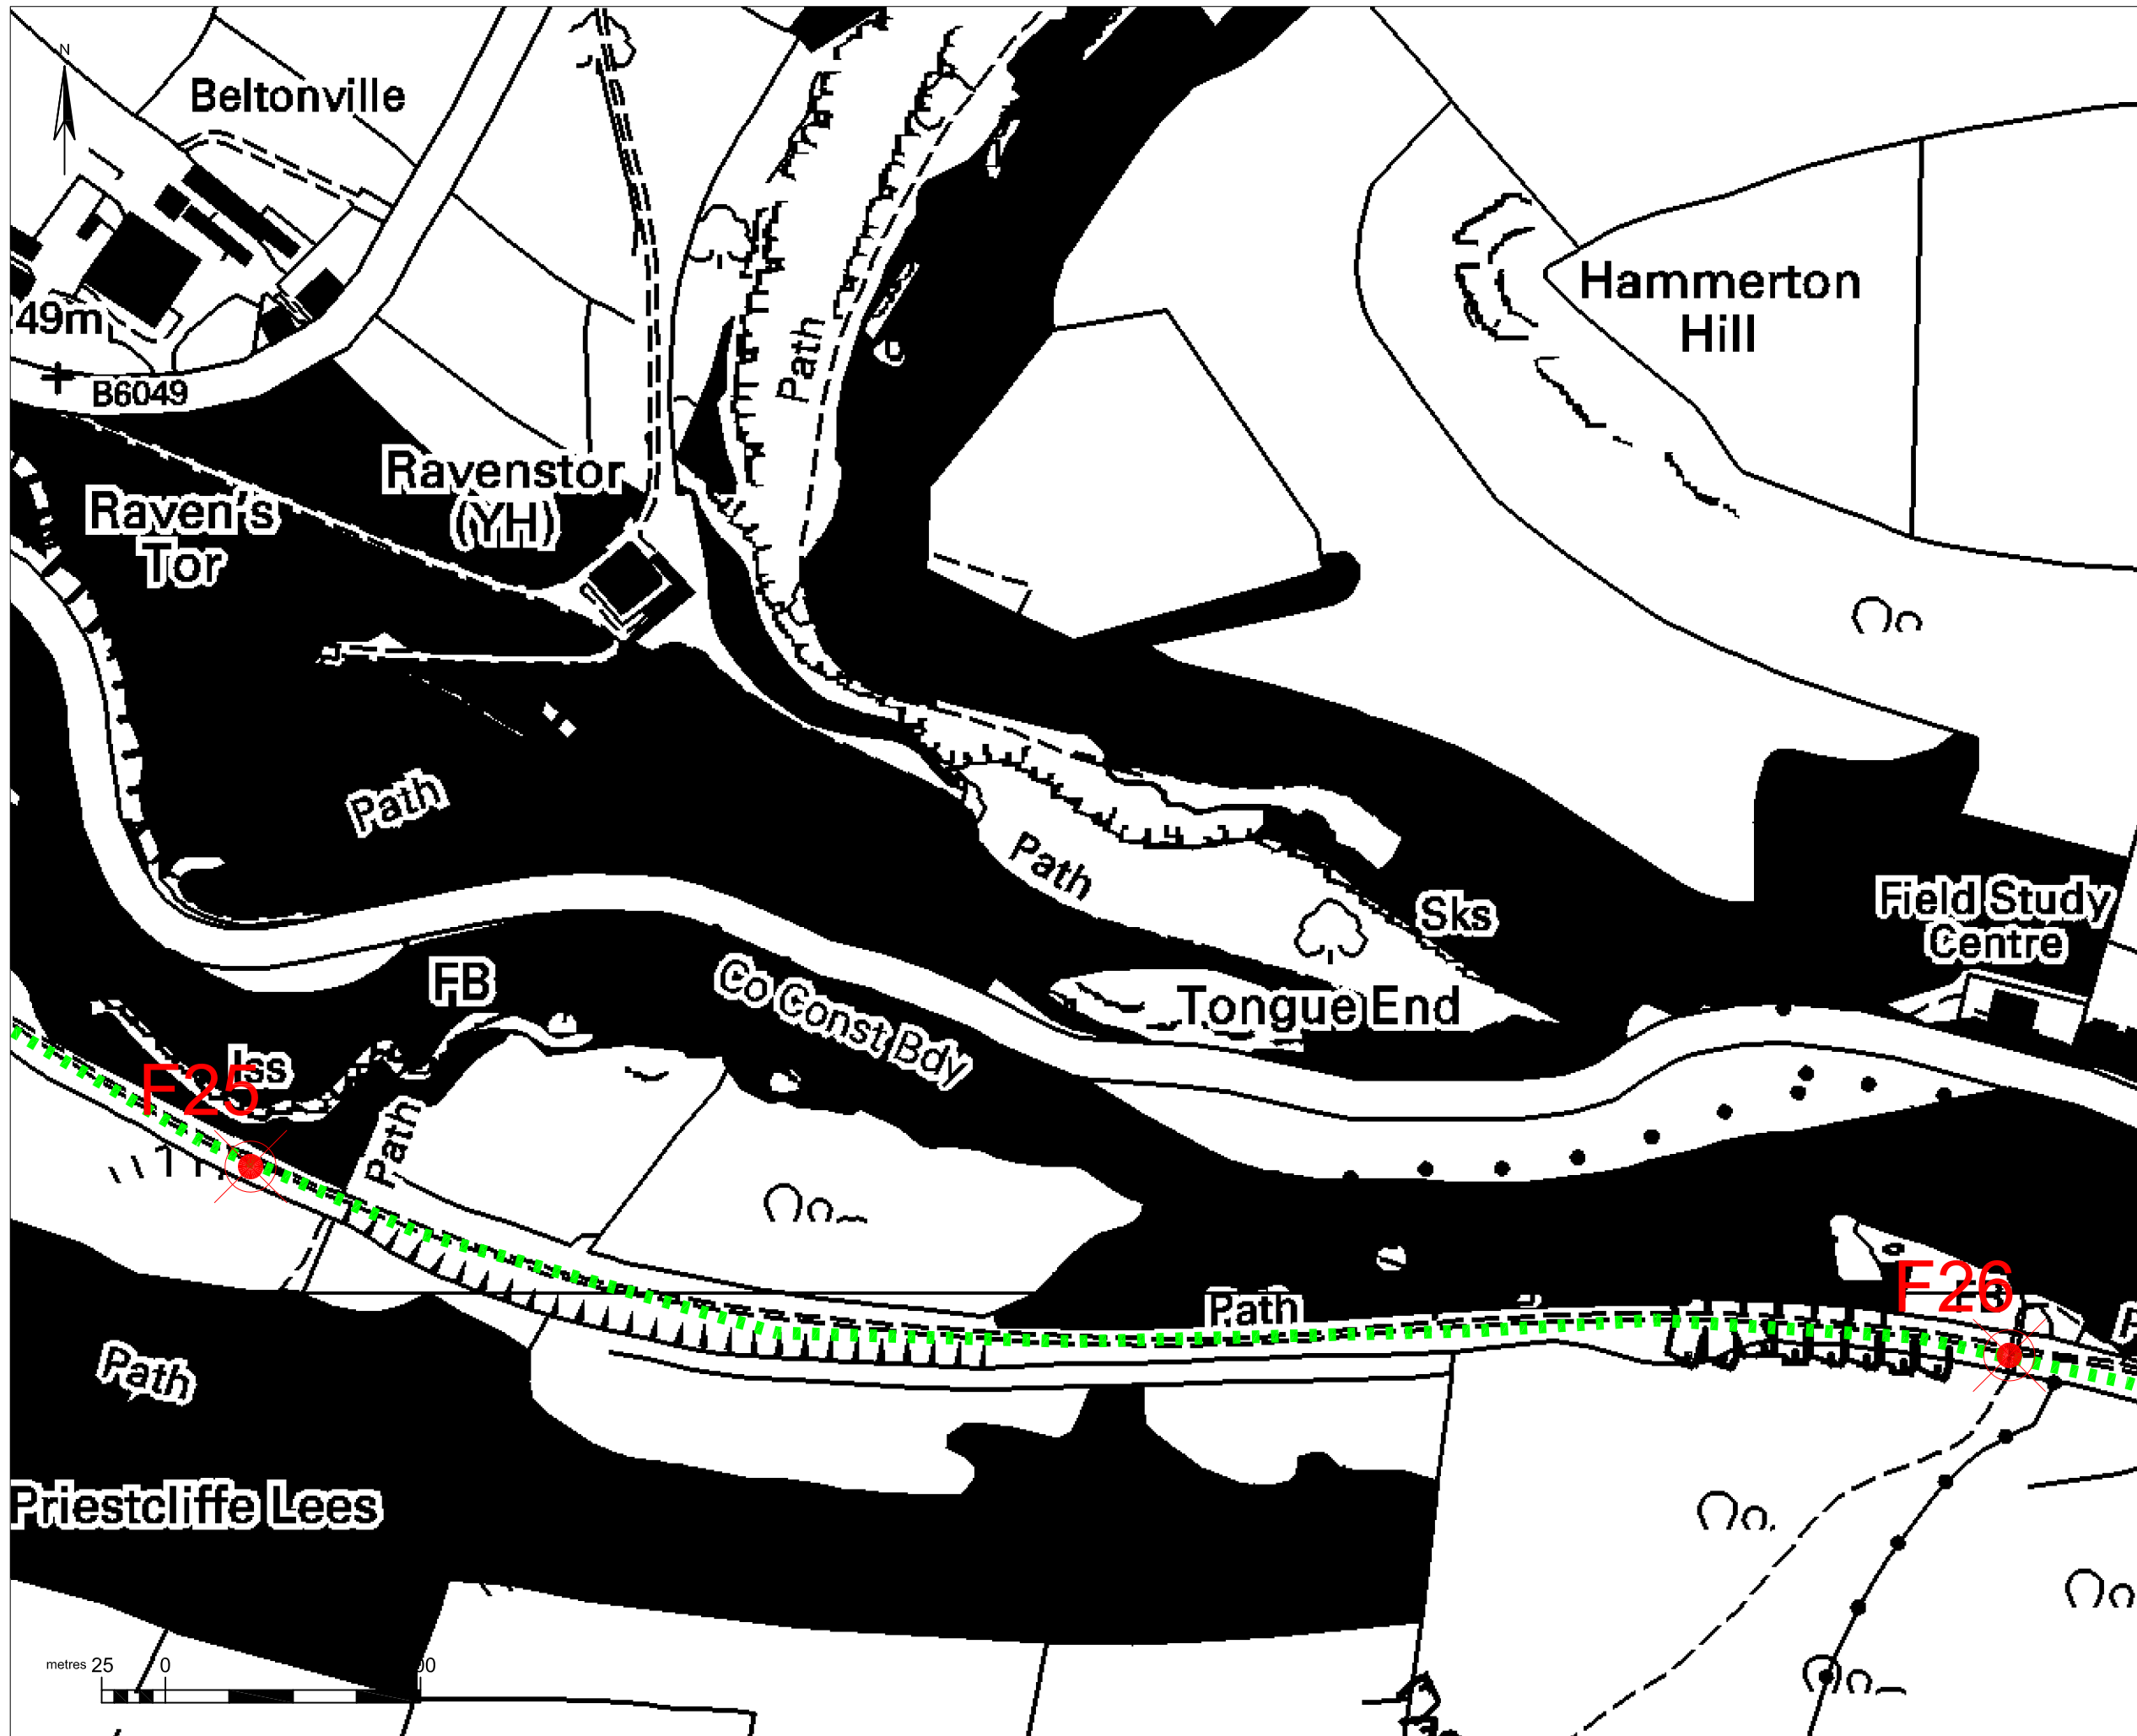 N
Beltonville
Hammerton
Hill
49m
B6049
Path
Ravenstor
(YH)
Raven's
Tor
Path
Path
Sks
Field Study
Centre
FB
Co Const Bdy
Tongue End
Iss
F25
Path
F26
Path
Path
Priestcliffe Lees
metres 25 0